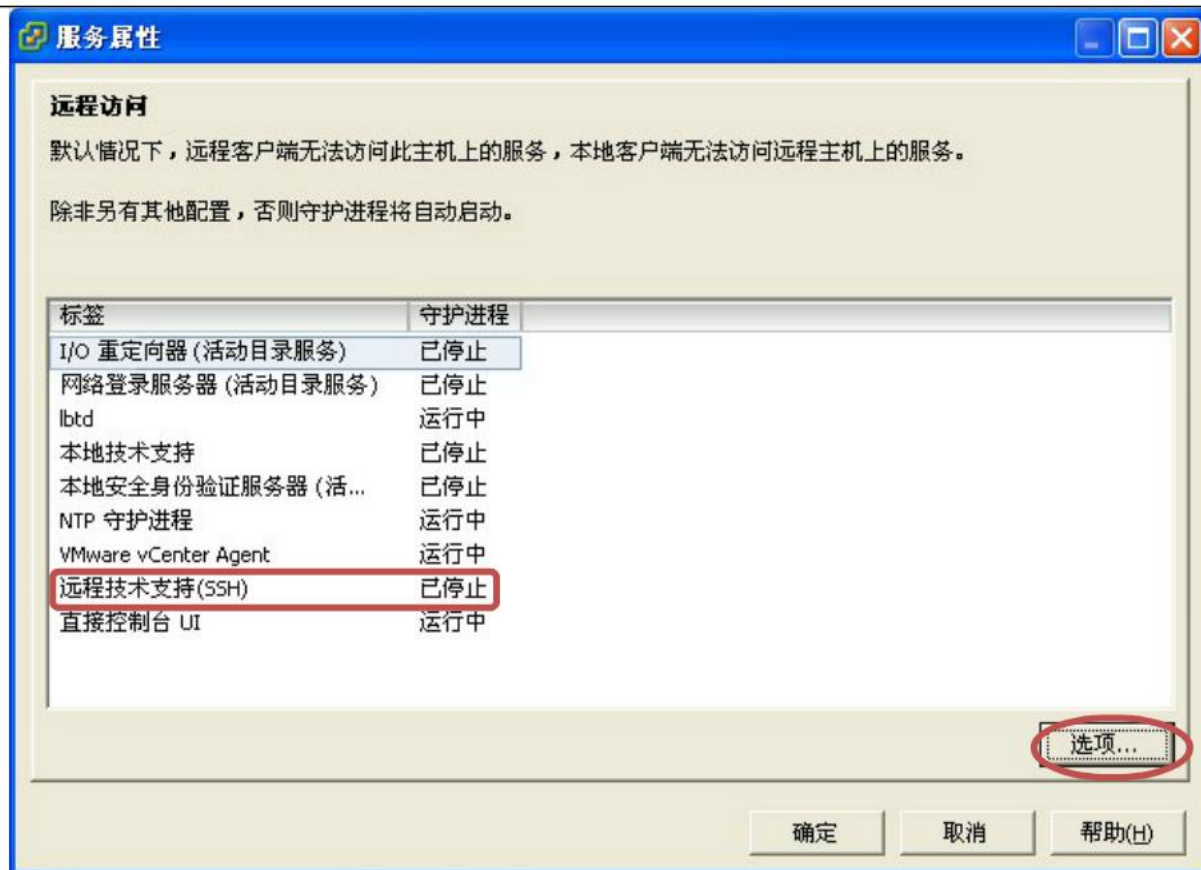 服务属性
远程访问
默认情况下，远程客户端无法访问此主机上的服务，本地客户端无法访问远程主机上的服务。
除非另有其他配置，否则守护进程将自动启动。
标签 守护进程
I/O 重定向器 (活动目录服务) 已停止
网络登录服务器 (活动目录服务) 已停止
lbtd 运行中
本地技术支持 已停止
本地安全身份验证服务器 (活... 已停止
NTP 守护进程 运行中
VMware vCenter Agent 运行中
远程技术支持(SSH) 已停止
直接控制台 UI 运行中
选项...
确定 取消 帮助(H)